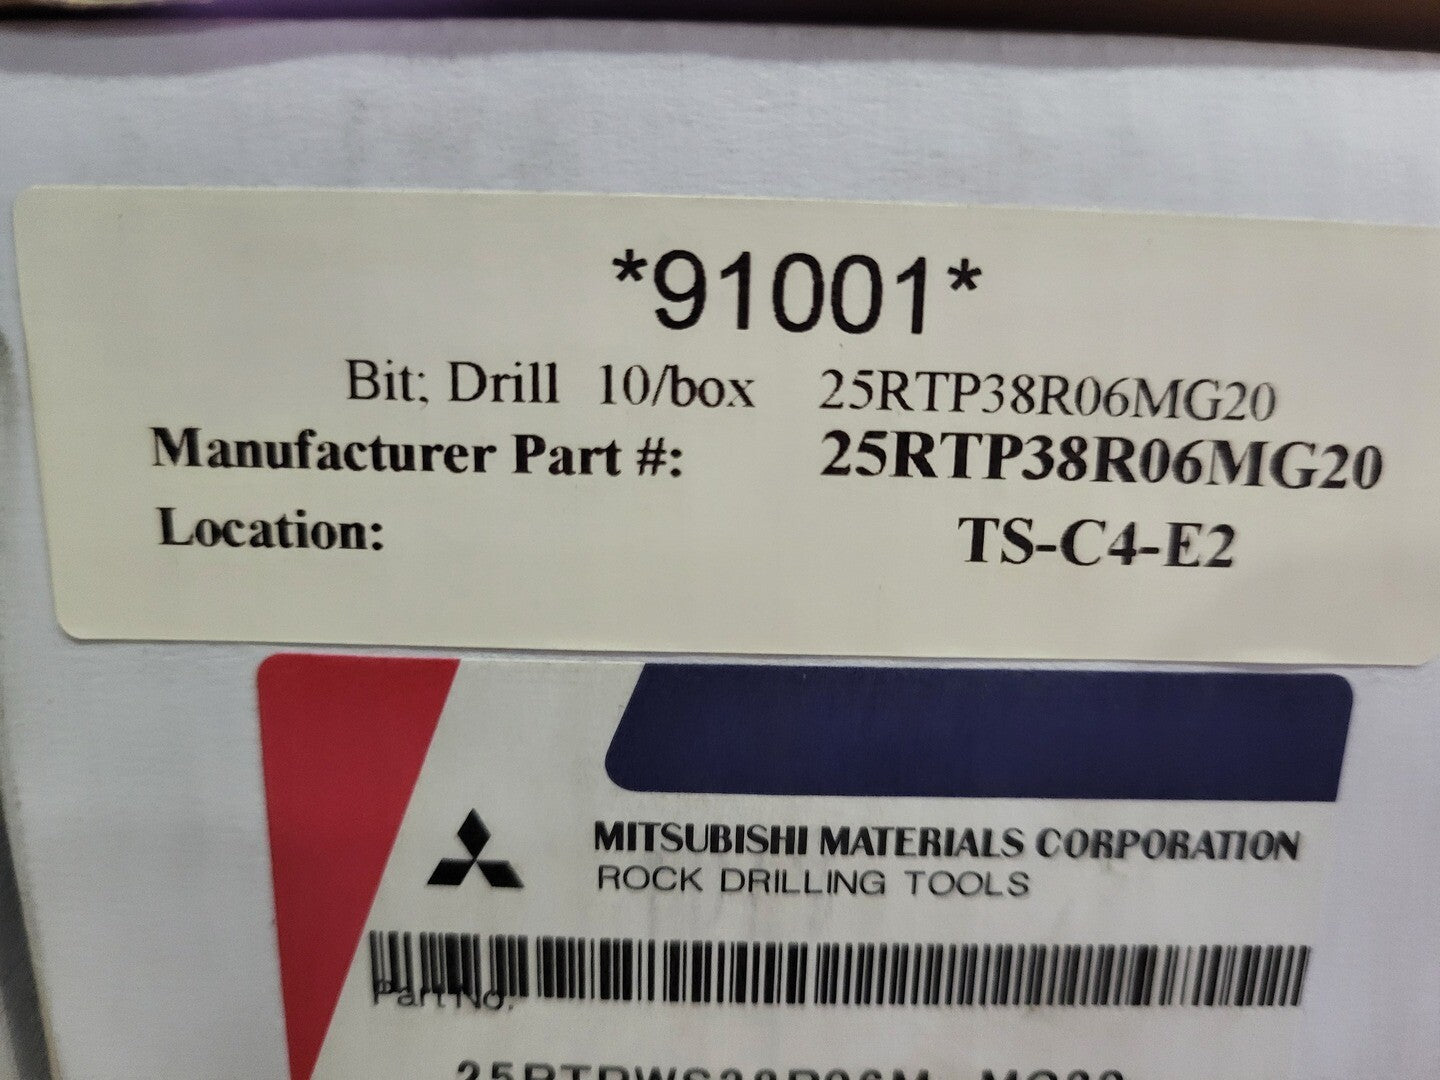 *91001*
Bit; Drill 10/box 25RTP38R06MG20
Manufacturer Part #: 25RTP38R06MG20
Location: TS-C4-E2
MITSUBISHI MATERIALS CORPORATION
ROCK DRILLING TOOLS
Part No.